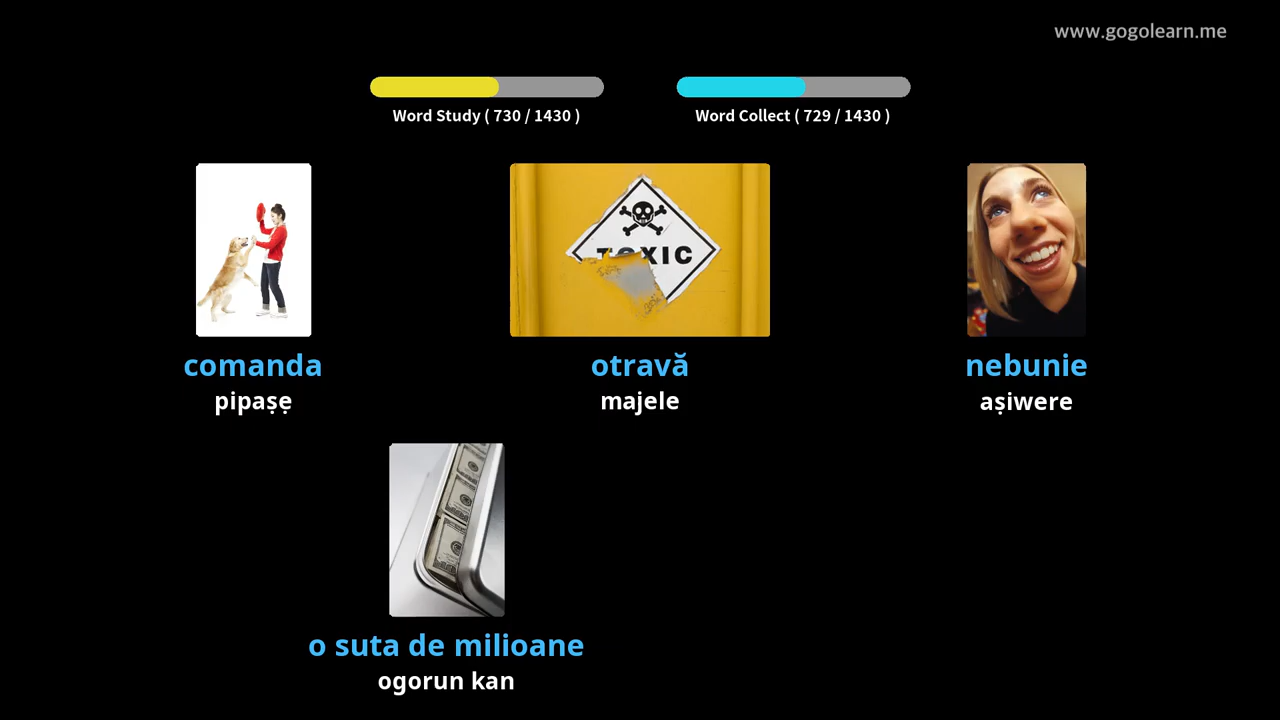 www.gogolearn.me
Word Study ( 730 / 1430 )
Word Collect ( 729 / 1430 )
TOXIC
comanda
pipaṣẹ
otravă
majele
nebunie
aṣiwere
o suta de milioane
ogorun kan